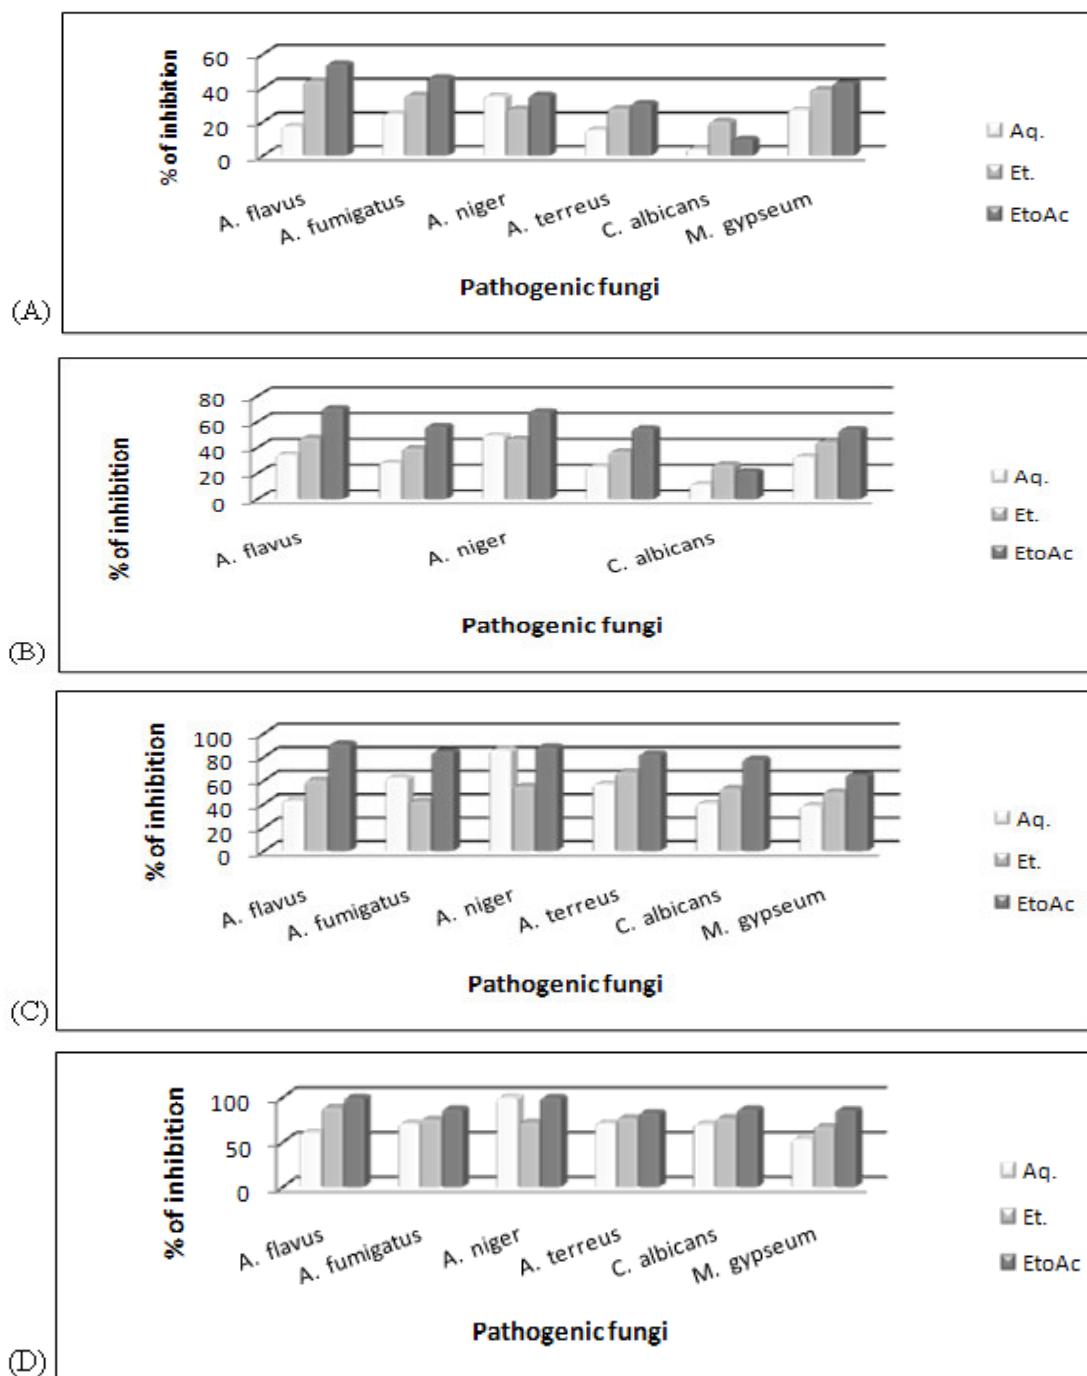 60
40
20
0
% of inhibition
A. flavus
A. fumigatus
A. niger
A. terreus
C. albicans
M. gypseum
Pathogenic fungi
Aq.
Et.
EtoAc
(A)
80
60
40
20
0
% of inhibition
A. flavus
A. niger
C. albicans
Pathogenic fungi
Aq.
Et.
EtoAc
(B)
100
80
60
40
20
0
% of inhibition
A. flavus
A. fumigatus
A. niger
A. terreus
C. albicans
M. gypseum
Pathogenic fungi
Aq.
Et.
EtoAc
(C)
100
50
0
% of inhibition
A. flavus
A. fumigatus
A. niger
A. terreus
C. albicans
M. gypseum
Pathogenic fungi
Aq.
Et.
EtoAc
(D)